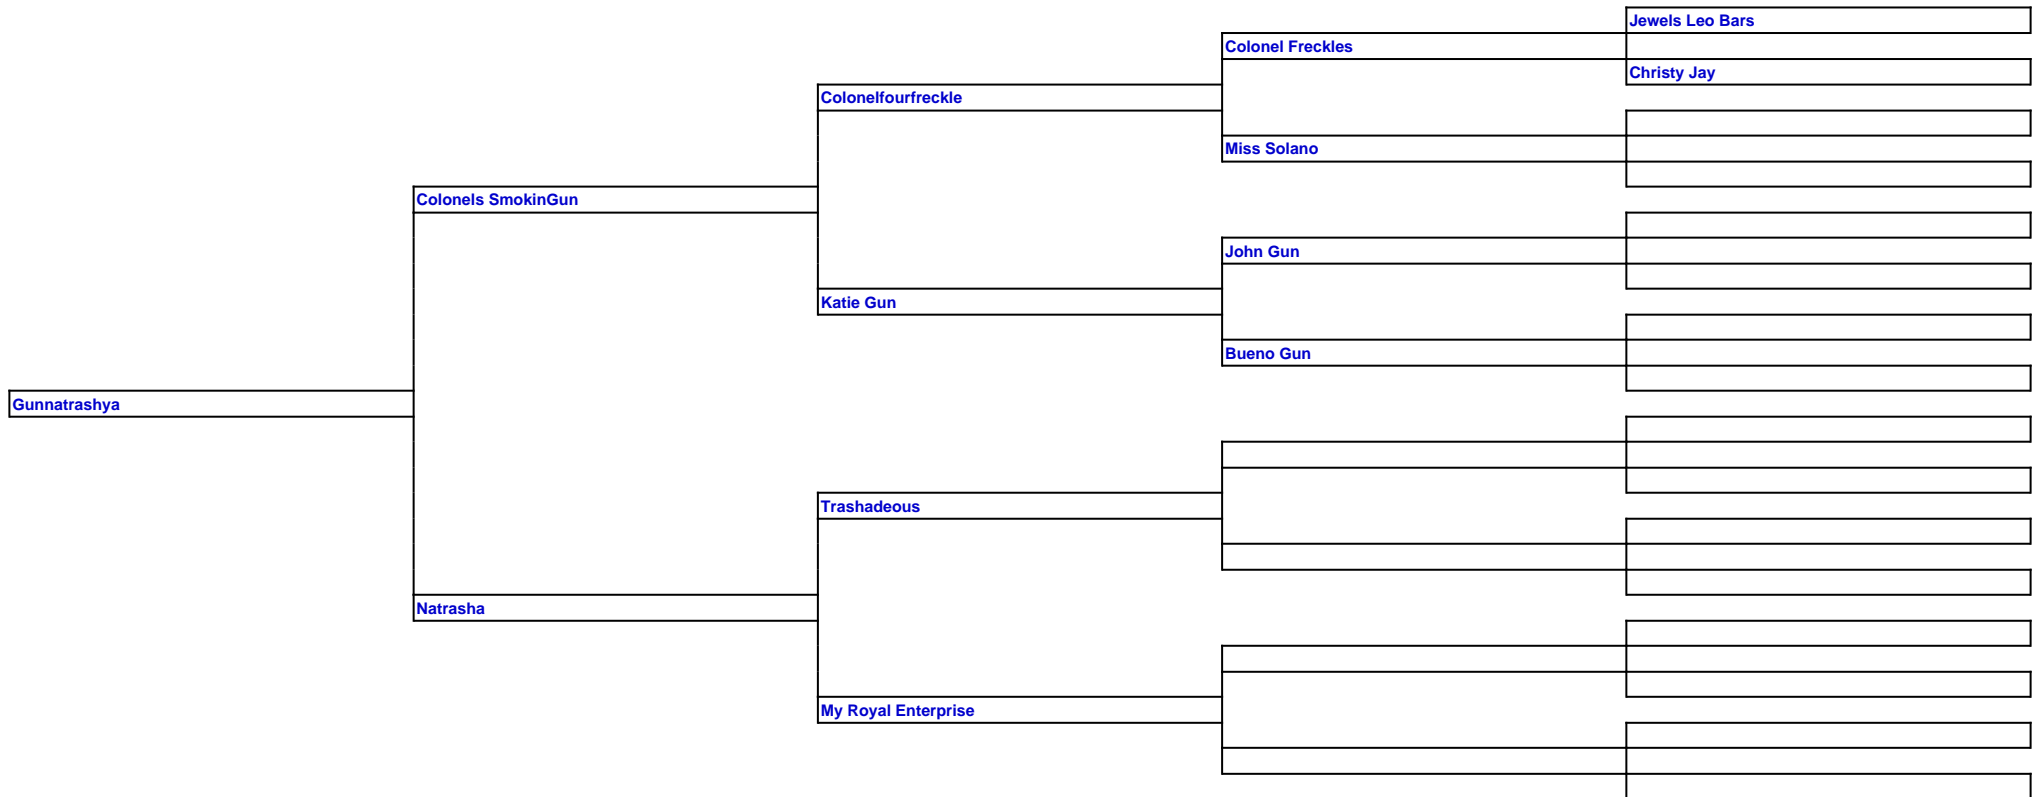 Jewels Leo Bars
Colonel Freckles
Christy Jay
Colonelfourfreckle
Miss Solano
Colonels SmokinGun
John Gun
Katie Gun
Bueno Gun
Gunnatrashya
Trashadeous
Natrasha
My Royal Enterprise